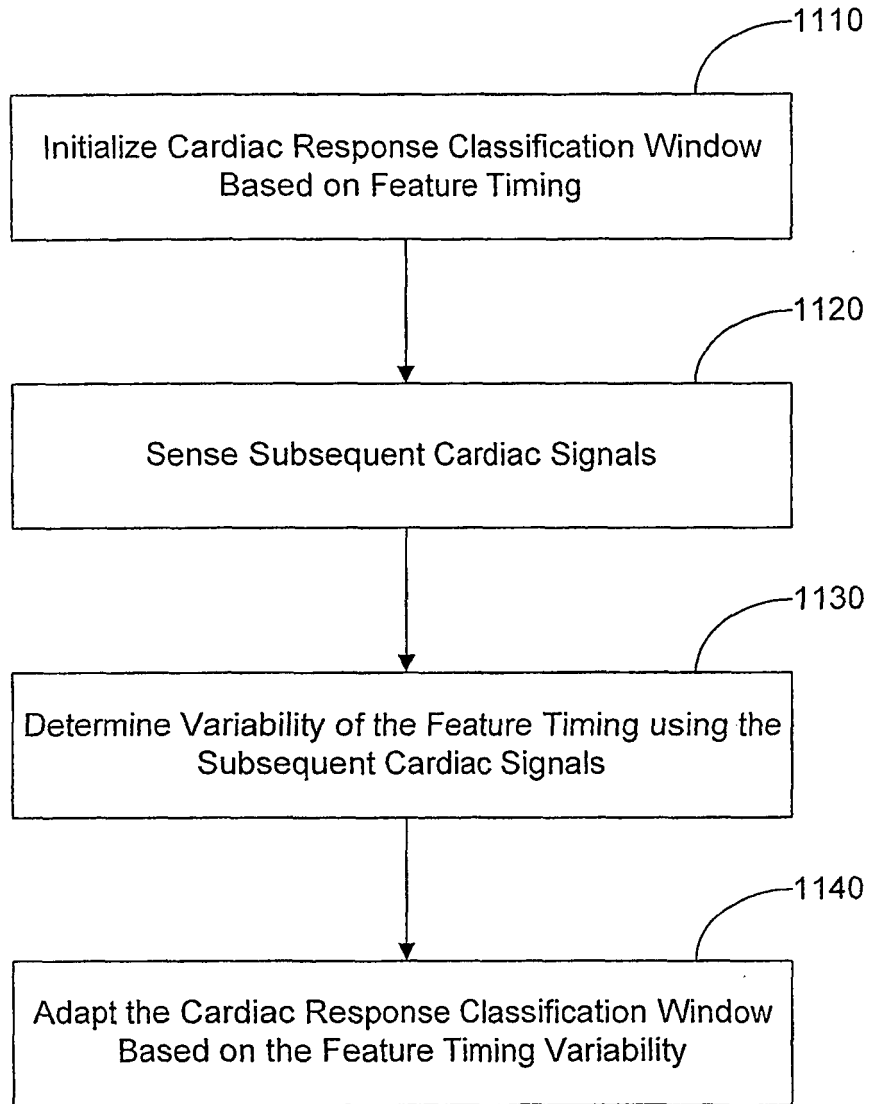 1110
Initialize Cardiac Response Classification Window
Based on Feature Timing
1120
Sense Subsequent Cardiac Signals
1130
Determine Variability of the Feature Timing using the
Subsequent Cardiac Signals
1140
Adapt the Cardiac Response Classification Window
Based on the Feature Timing Variability